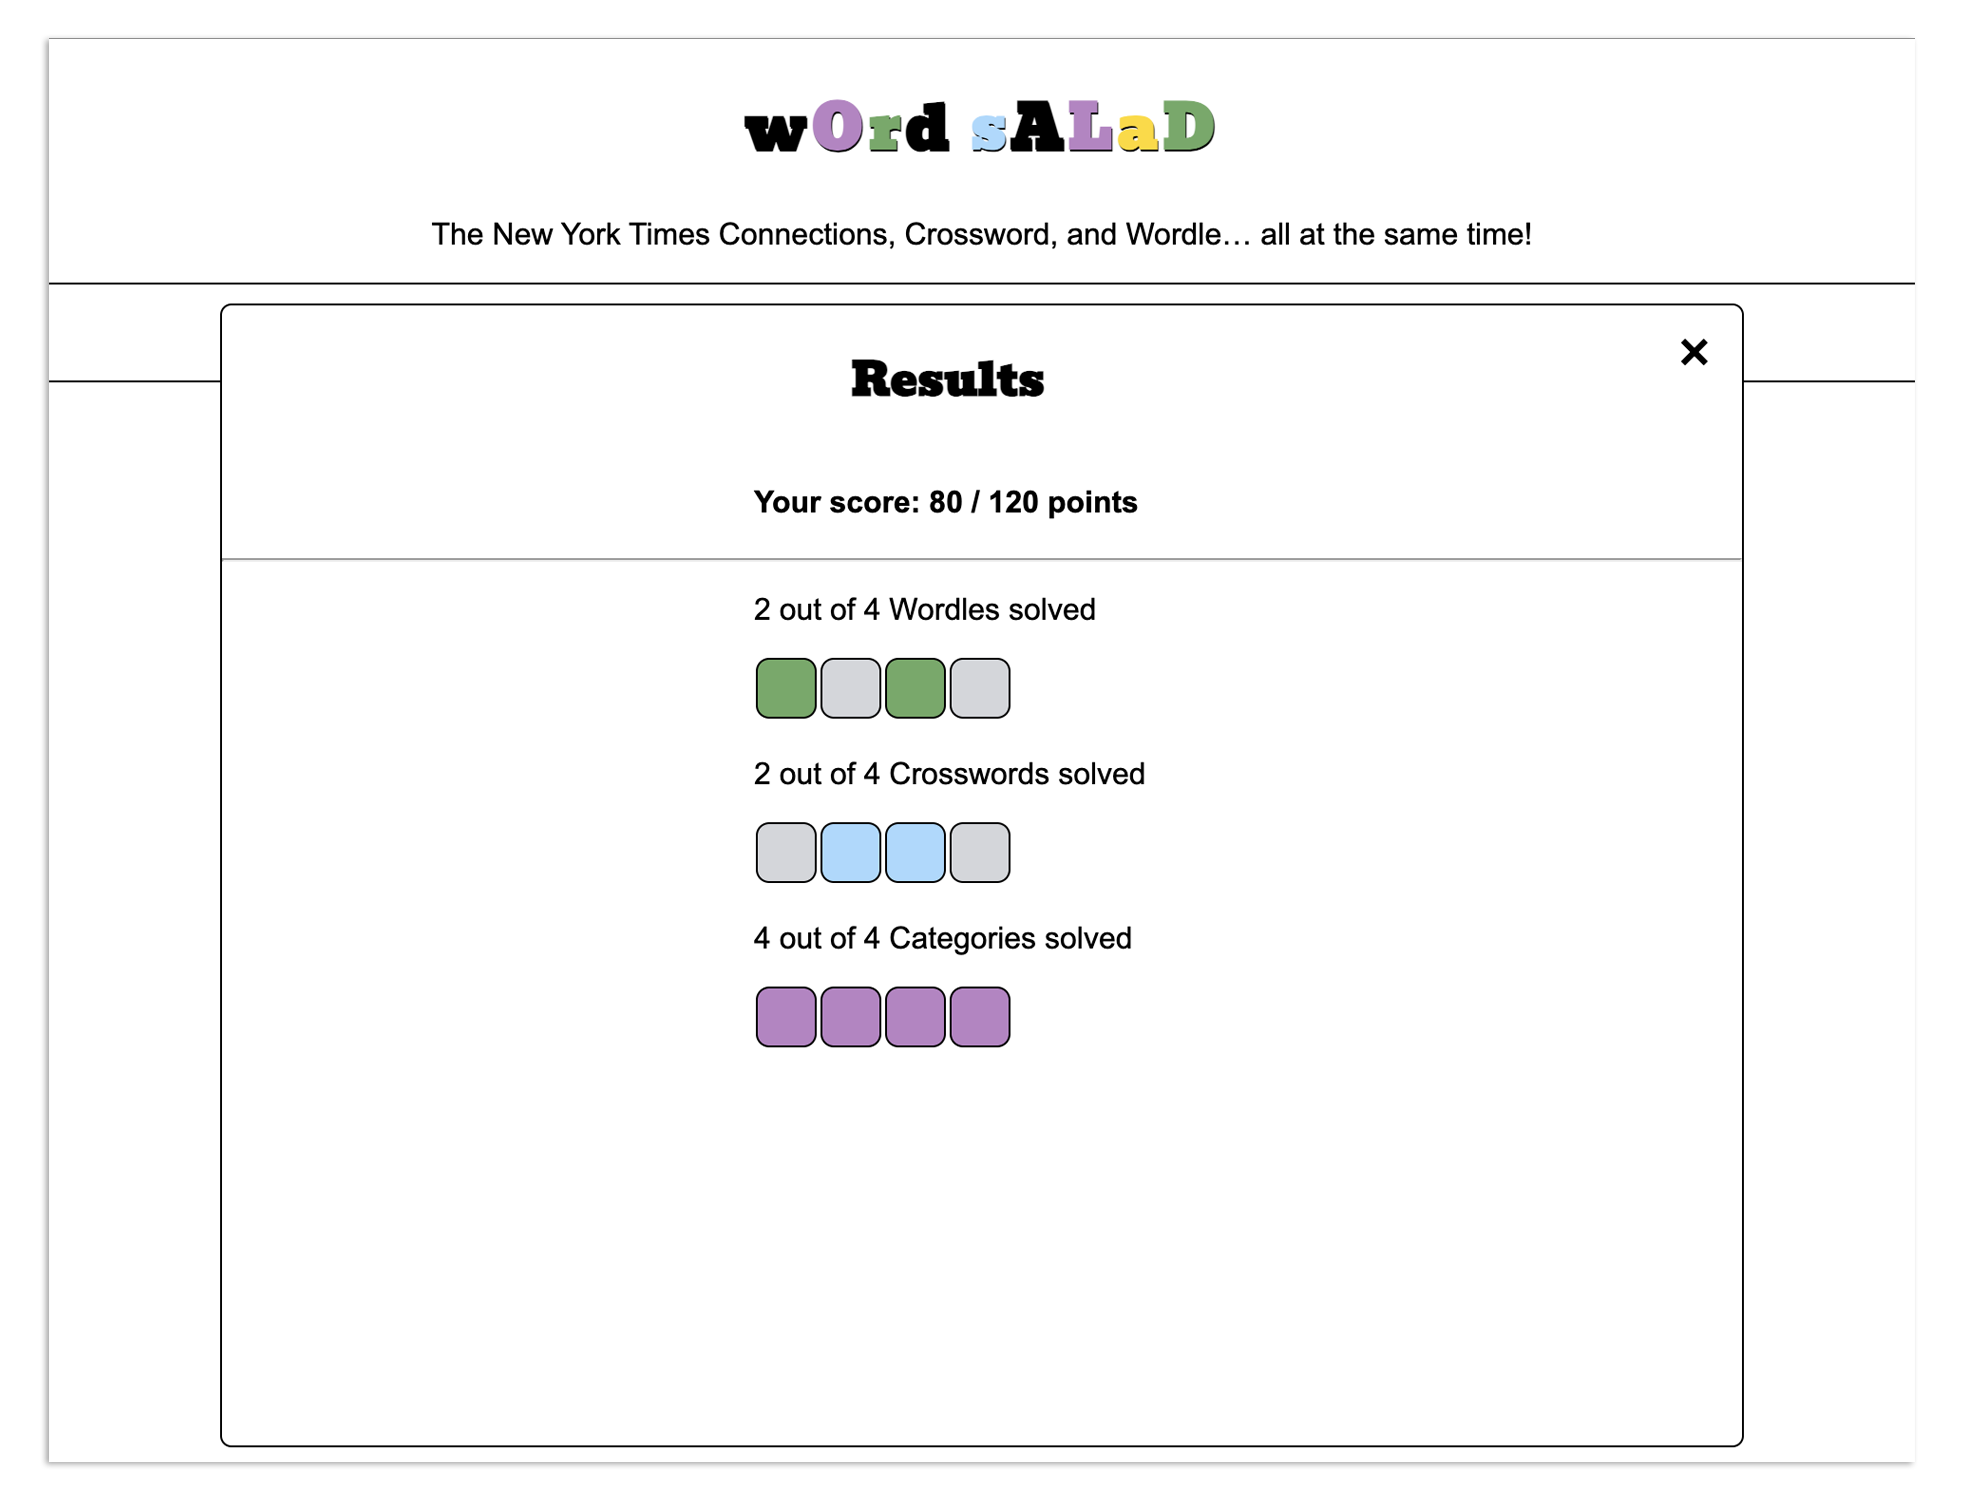 wOrd sALaD
The New York Times Connections, Crossword, and Wordle… all at the same time!
×
Results
Your score: 80 / 120 points
2 out of 4 Wordles solved
2 out of 4 Crosswords solved
4 out of 4 Categories solved